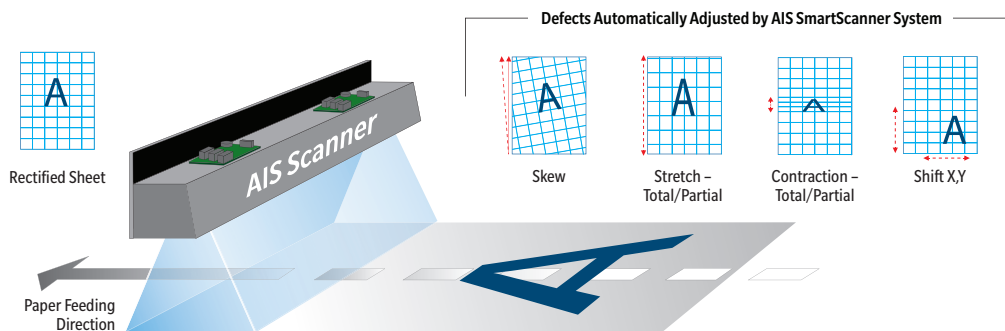 Defects Automatically Adjusted by AIS SmartScanner System
A
Rectified Sheet
AIS Scanner
A
Skew
A
Stretch –
Total/Partial
A
Contraction –
Total/Partial
A
Shift X,Y
A
Paper Feeding
Direction